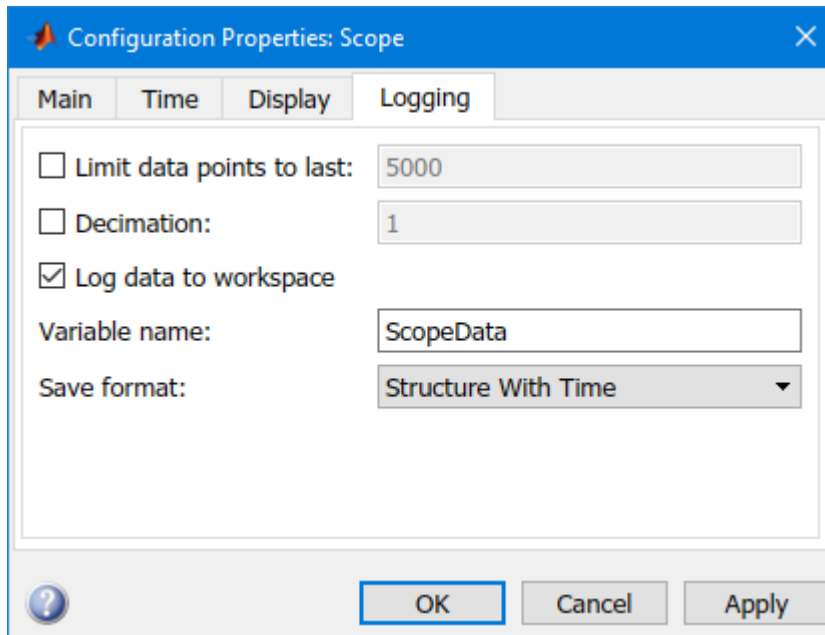 Configuration Properties: Scope
Main Time Display Logging
Limit data points to last: 5000
Decimation: 1
Log data to workspace
Variable name: ScopeData
Save format: Structure With Time
? OK Cancel Apply